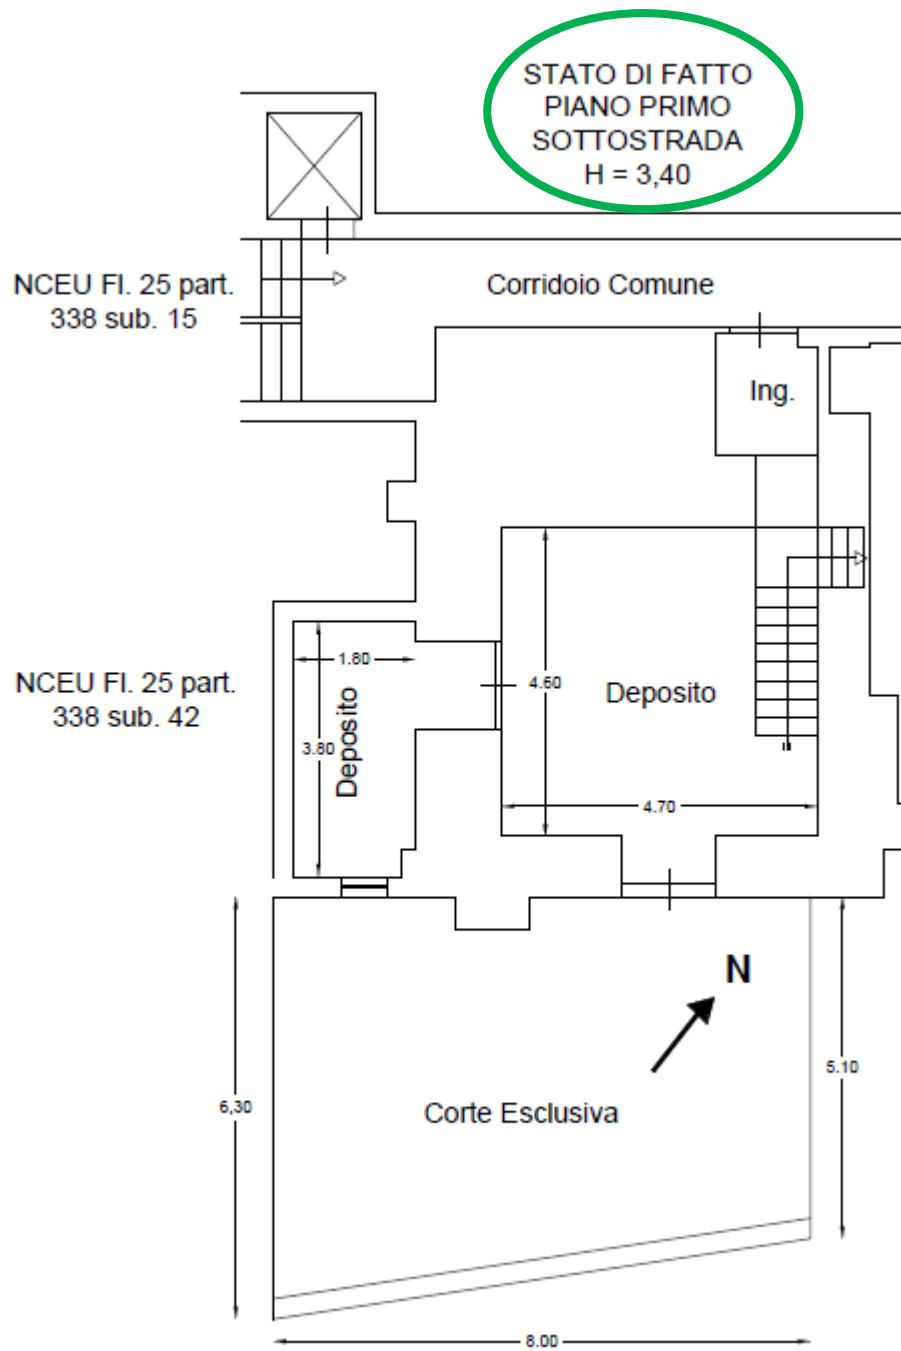 STATO DI FATTO
PIANO PRIMO
SOTTOSTRADA
H = 3,40
NCEU Fl. 25 part.
338 sub. 15
Corridoio Comune
Ing.
1.80
4.60
NCEU Fl. 25 part.
338 sub. 42
Deposito
Deposito
3.80
4.70
N
5.10
6,30
Corte Esclusiva
8.00